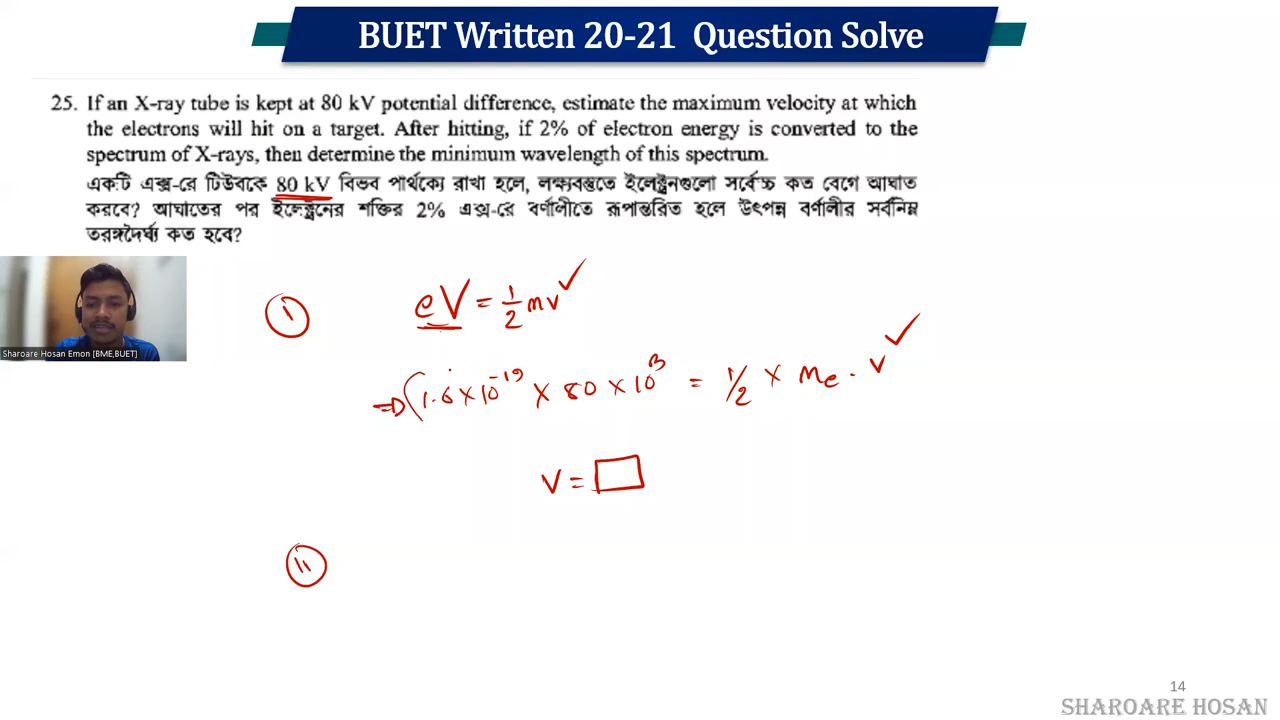 BUET Written 20-21 Question Solve
25. If an X-ray tube is kept at 80 kV potential difference, estimate the maximum velocity at which
the electrons will hit on a target. After hitting, if 2% of electron energy is converted to the
spectrum of X-rays, then determine the minimum wavelength of this spectrum.
একটি এক্স-রে টিউবকে 80 kV বিভব পার্থক্যে রাখা হলে, লক্ষ্যবস্তুতে ইলেক্ট্রনগুলো সর্বোচ্চ কত বেগে আঘাত
করবে? আঘাতের পর ইলেক্ট্রনের শক্তির 2% এক্স-রে বর্ণালীতে রূপান্তরিত হলে উৎপন্ন বর্ণালীর সর্বনিম্ন
তরঙ্গদৈর্ঘ্য কত হবে?
Sharoare Hosan Emon [BME,BUET]
i eV = 1/2 mv ✓
⇒ (1.6 × 10^-19 × 80 × 10^3 = 1/2 × me . v ✓
v = □
ii
14
SHAROARE HOSAN